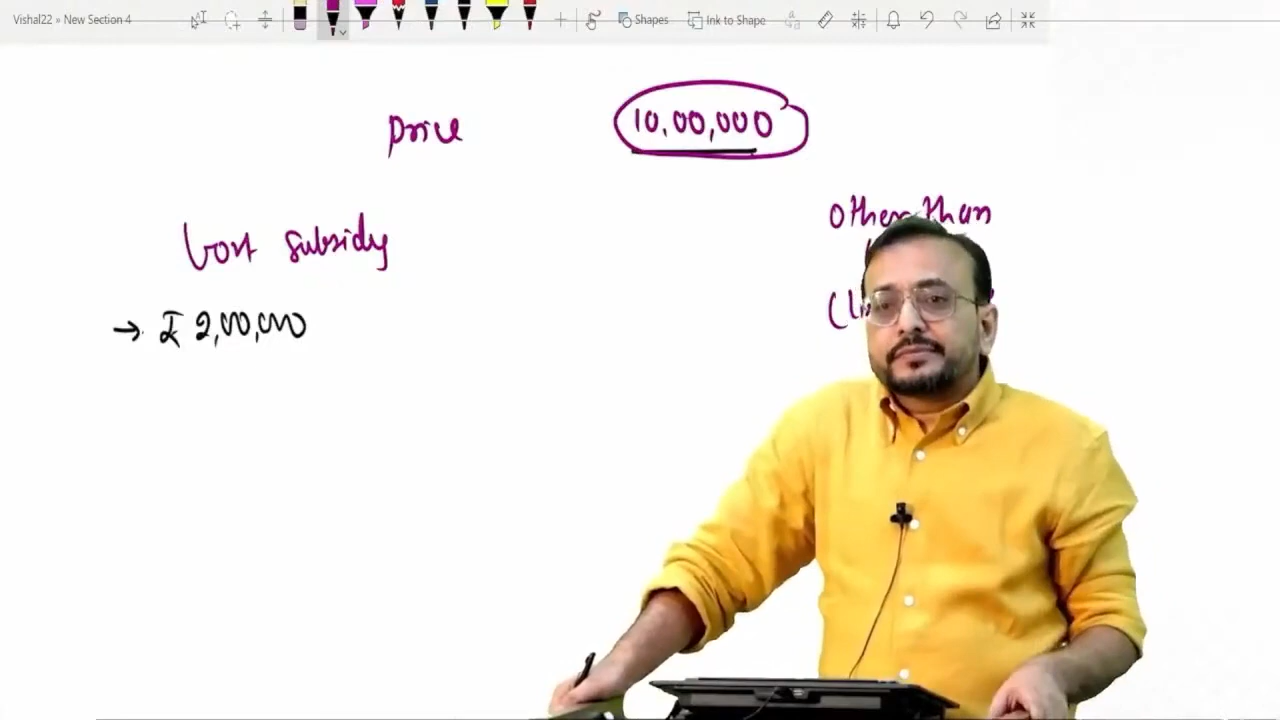 Vishal22 » New Section 4
Shapes
Ink to Shape
Price 10,00,000
Govt subsidy
Other than
→ ₹ 2,00,000